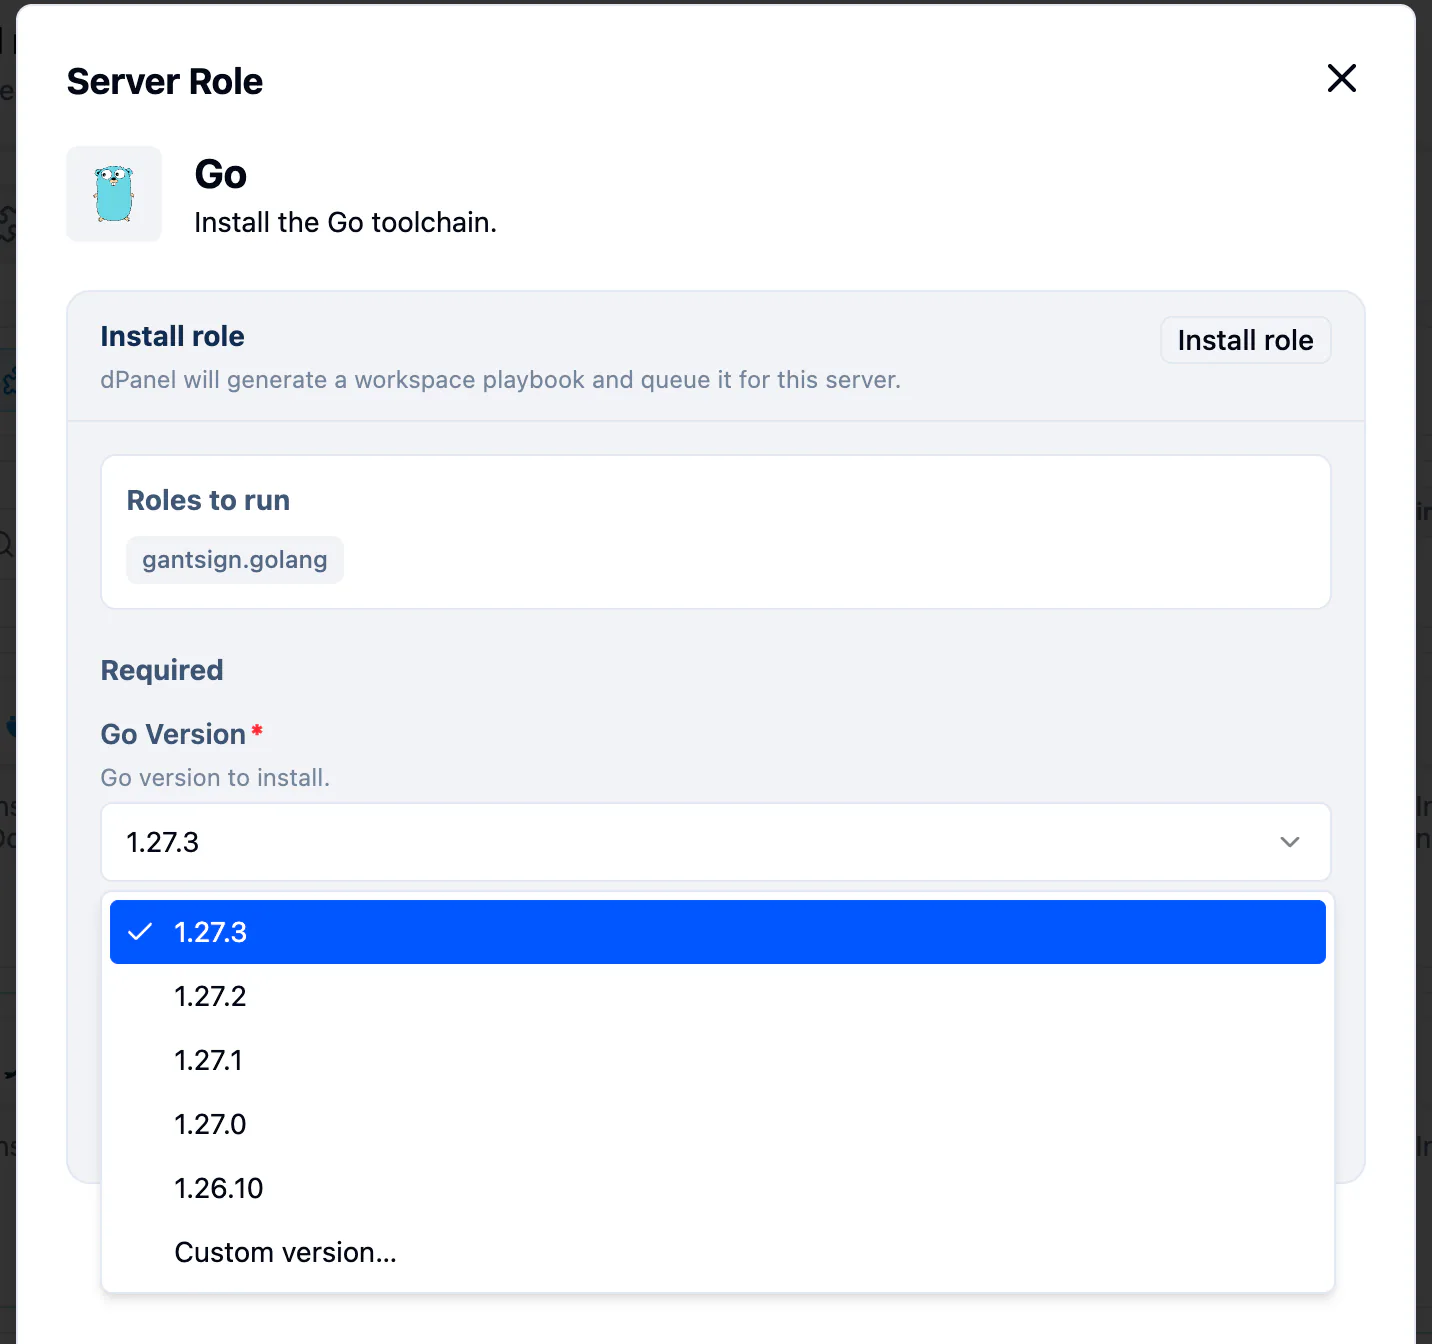 Server Role
Go
Install the Go toolchain.
Install role
Install role
dPanel will generate a workspace playbook and queue it for this server.
Roles to run
gantsign.golang
Required
Go Version *
Go version to install.
1.27.3
1.27.3
1.27.2
1.27.1
1.27.0
1.26.10
Custom version...